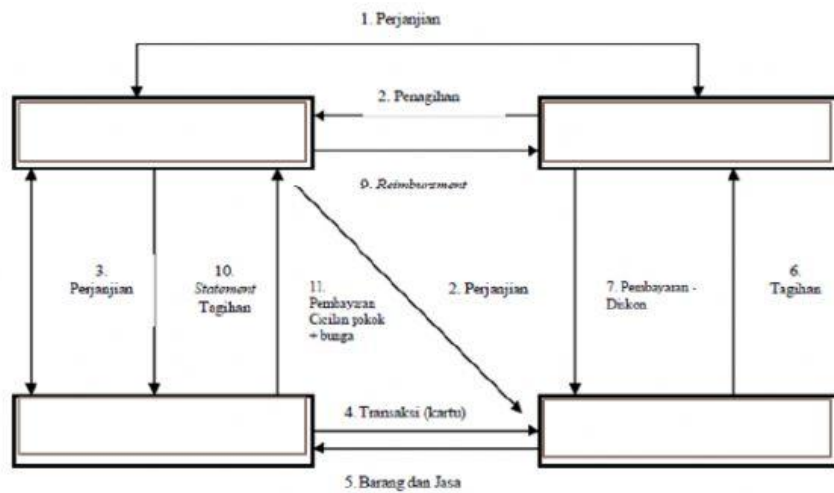 1. Perjanjian
2. Penagihan
9. Reimbursment
3.
Perjanjian
10.
Statement
Tagihan
11.
Pembayaran
Cicilan pokok
+ bunga
2. Perjanjian
7. Pembayaran -
Diskon
6.
Tagihan
4. Transaksi (kartu)
5. Barang dan Jasa